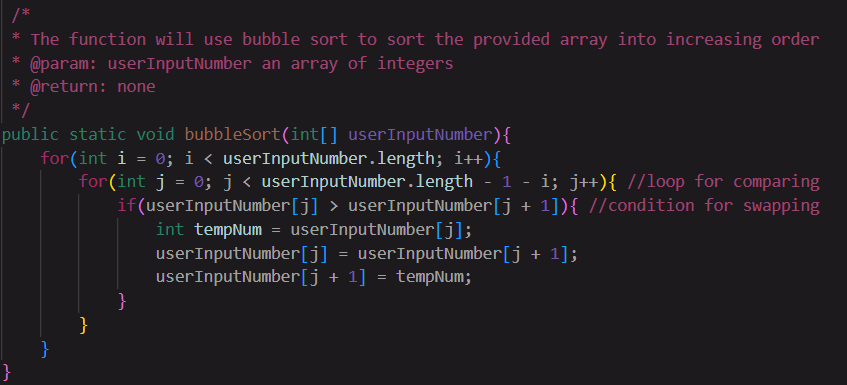 /*
* The function will use bubble sort to sort the provided array into increasing order
* @param: userInputNumber an array of integers
* @return: none
*/
public static void bubbleSort(int[] userInputNumber){
for(int i = 0; i < userInputNumber.length; i++){
for(int j = 0; j < userInputNumber.length - 1 - i; j++){ //loop for comparing
if(userInputNumber[j] > userInputNumber[j + 1]){ //condition for swapping
int tempNum = userInputNumber[j];
userInputNumber[j] = userInputNumber[j + 1];
userInputNumber[j + 1] = tempNum;
}
}
}
}